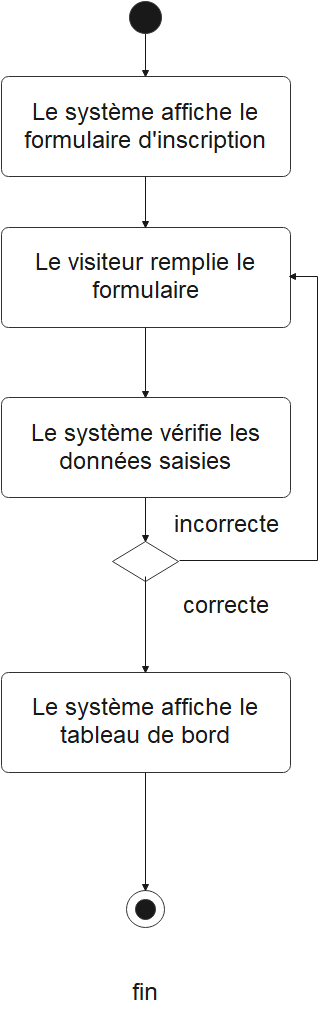 Le système affiche le
formulaire d'inscription
Le visiteur remplie le
formulaire
Le système vérifie les
données saisies
incorrecte
correcte
Le système affiche le
tableau de bord
fin